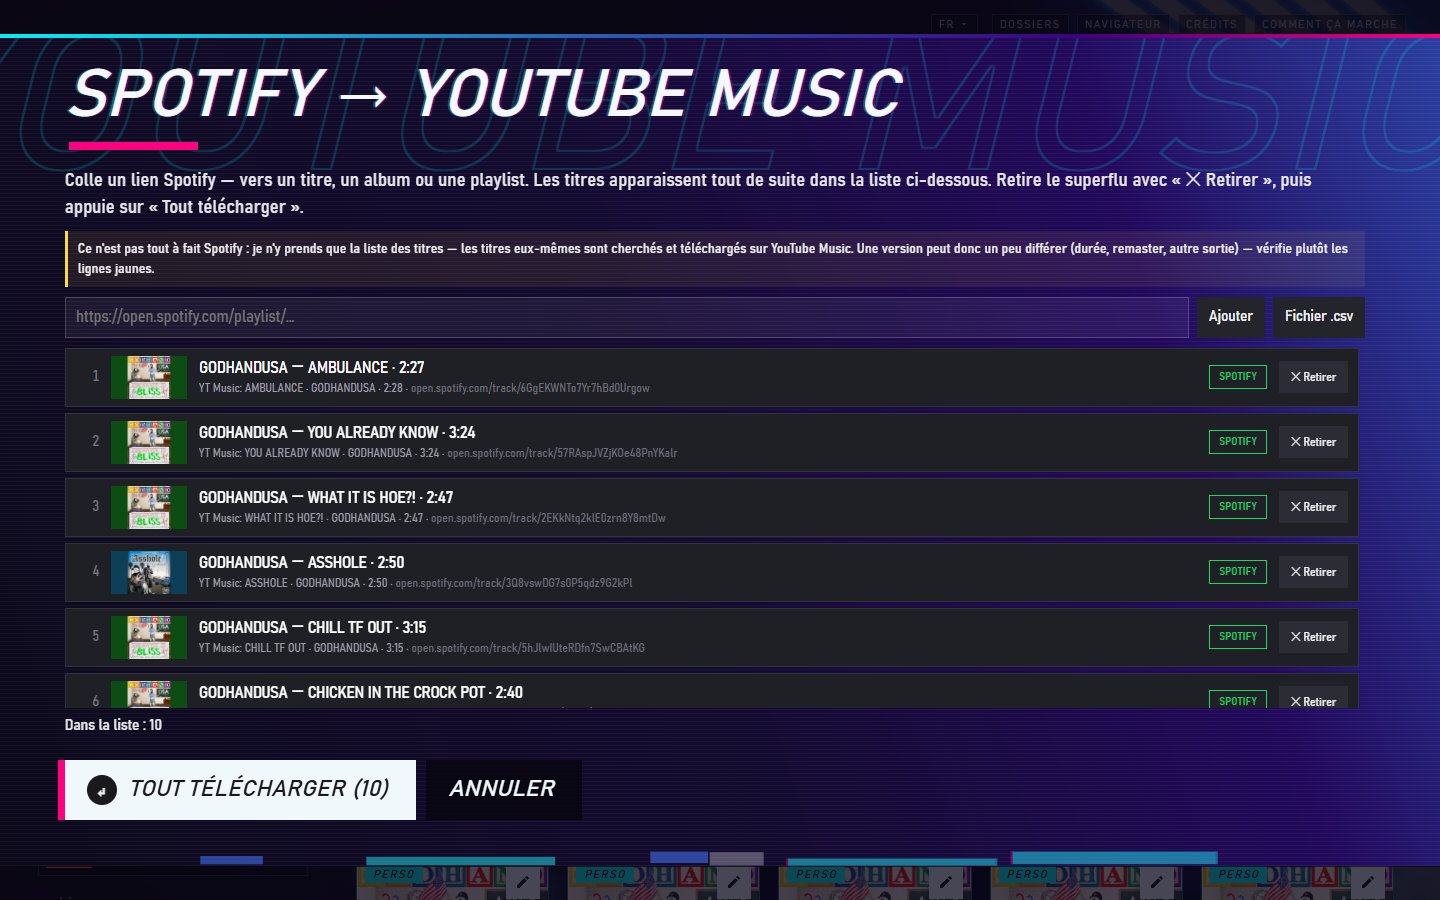 FR
DOSSIERS
NAVIGATEUR
CRÉDITS
COMMENT ÇA MARCHE
SPOTIFY → YOUTUBE MUSIC
Colle un lien Spotify — vers un titre, un album ou une playlist. Les titres apparaissent tout de suite dans la liste ci-dessous. Retire le superflu avec « ✕ Retirer », puis
appuie sur « Tout télécharger ».
Ce n'est pas tout à fait Spotify : je n'y prends que la liste des titres — les titres eux-mêmes sont cherchés et téléchargés sur YouTube Music. Une version peut donc un peu différer (durée, remaster, autre sortie) — vérifie plutôt les
lignes jaunes.
https://open.spotify.com/playlist/...
Ajouter
Fichier .csv
1
GODHANDUSA — AMBULANCE · 2:27
YT Music: AMBULANCE · GODHANDUSA · 2:28 · open.spotify.com/track/6GgEKWNTo7Yr7hBd0Urgow
SPOTIFY
✕ Retirer
2
GODHANDUSA — YOU ALREADY KNOW · 3:24
YT Music: YOU ALREADY KNOW · GODHANDUSA · 3:24 · open.spotify.com/track/57RAspJVZjKOe48PnYKalr
SPOTIFY
✕ Retirer
3
GODHANDUSA — WHAT IT IS HOE?! · 2:47
YT Music: WHAT IT IS HOE?! · GODHANDUSA · 2:47 · open.spotify.com/track/2EKkNtq2klE0zrn8Y8mtDw
SPOTIFY
✕ Retirer
4
GODHANDUSA — ASSHOLE · 2:50
YT Music: ASSHOLE · GODHANDUSA · 2:50 · open.spotify.com/track/3Q8vswDG7s0P5qdz9G2kPl
SPOTIFY
✕ Retirer
5
GODHANDUSA — CHILL TF OUT · 3:15
YT Music: CHILL TF OUT · GODHANDUSA · 3:15 · open.spotify.com/track/5hJlwIUteRDfn7SwCBAtKG
SPOTIFY
✕ Retirer
6
GODHANDUSA — CHICKEN IN THE CROCK POT · 2:40
SPOTIFY
✕ Retirer
Dans la liste : 10
TOUT TÉLÉCHARGER (10)
ANNULER
PERSO
PERSO
PERSO
PERSO
PERSO